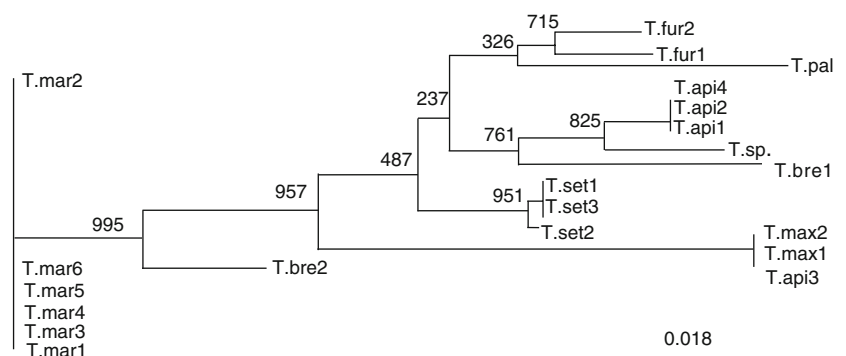 715
T.fur2
326
T.fur1
T.pal
T.mar2
T.api4
T.api2
237
825
T.api1
761
T.sp.
487
T.bre1
957
951
T.set1
T.set3
995
T.set2
T.max2
T.max1
T.mar6
T.bre2
T.api3
T.mar5
T.mar4
T.mar3
0.018
T.mar1